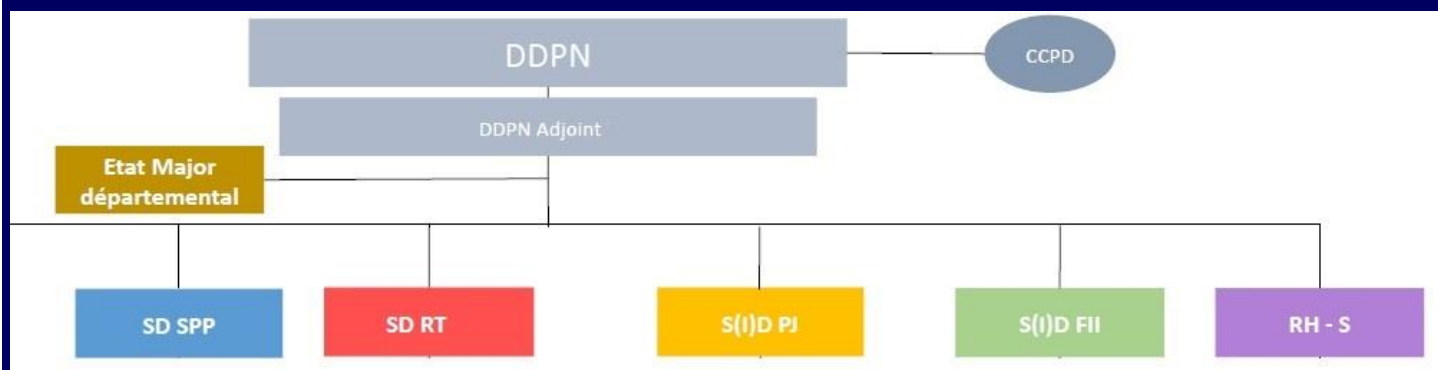 DDPN
CCPD
DDPN Adjoint
Etat Major
départemental
SD SPP
SD RT
S(I)D PJ
S(I)D FII
RH - S